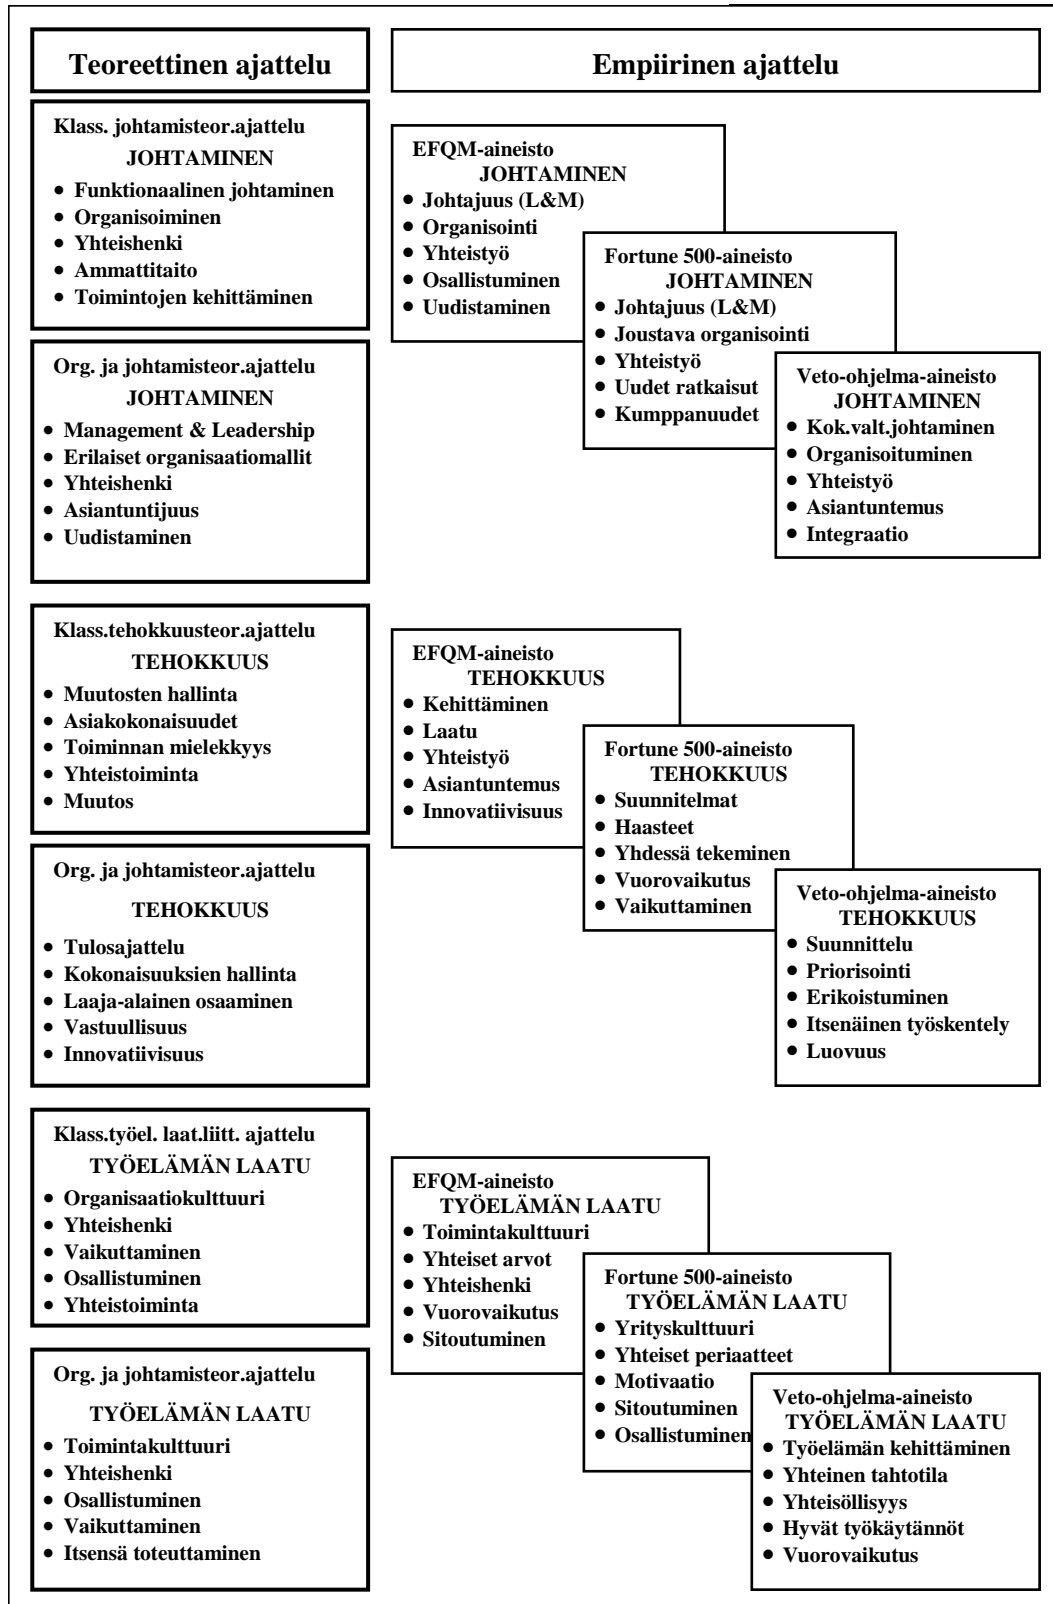 Teoreettinen ajattelu
Empiirinen ajattelu
Klass. johtamisteor.ajattelu
JOHTAMINEN
• Funktionaalinen johtaminen
• Organisoiminen
• Yhteishenki
• Ammattitaito
• Toimintojen kehittäminen
EFQM-aineisto
JOHTAMINEN
• Johtajuus (L&M)
• Organisointi
• Yhteistyö
• Osallistuminen
• Uudistaminen
Fortune 500-aineisto
JOHTAMINEN
• Johtajuus (L&M)
• Joustava organisointi
• Yhteistyö
• Uudet ratkaisut
• Kumppanuudet
Veto-ohjelma-aineisto
JOHTAMINEN
• Kok.valt.johtaminen
• Organisoituminen
• Yhteistyö
• Asiantuntemus
• Integraatio
Org. ja johtamisteor.ajattelu
JOHTAMINEN
• Management & Leadership
• Erilaiset organisaatiomallit
• Yhteishenki
• Asiantuntijuus
• Uudistaminen
Klass.tehokkuusteor.ajattelu
TEHOKKUUS
• Muutosten hallinta
• Asiakokonaisuudet
• Toiminnan mielekkyys
• Yhteistoiminta
• Muutos
EFQM-aineisto
TEHOKKUUS
• Kehittäminen
• Laatu
• Yhteistyö
• Asiantuntemus
• Innovatiivisuus
Fortune 500-aineisto
TEHOKKUUS
• Suunnitelmat
• Haasteet
• Yhdessä tekeminen
• Vuorovaikutus
• Vaikuttaminen
Veto-ohjelma-aineisto
TEHOKKUUS
• Suunnittelu
• Priorisointi
• Erikoistuminen
• Itsenäinen työskentely
• Luovuus
Org. ja johtamisteor.ajattelu
TEHOKKUUS
• Tulosajattelu
• Kokonaisuuksien hallinta
• Laaja-alainen osaaminen
• Vastuullisuus
• Innovatiivisuus
Klass.työel. laat.liitt. ajattelu
TYÖELÄMÄN LAATU
• Organisaatiokulttuuri
• Yhteishenki
• Vaikuttaminen
• Osallistuminen
• Yhteistoiminta
EFQM-aineisto
TYÖELÄMÄN LAATU
• Toimintakulttuuri
• Yhteiset arvot
• Yhteishenki
• Vuorovaikutus
• Sitoutuminen
Fortune 500-aineisto
TYÖELÄMÄN LAATU
• Yrityskulttuuri
• Yhteiset periaatteet
• Motivaatio
• Sitoutuminen
• Osallistuminen
Veto-ohjelma-aineisto
TYÖELÄMÄN LAATU
• Työelämän kehittäminen
• Yhteinen tahtotila
• Yhteisöllisyys
• Hyvät työkäytännöt
• Vuorovaikutus
Org. ja johtamisteor.ajattelu
TYÖELÄMÄN LAATU
• Toimintakulttuuri
• Yhteishenki
• Osallistuminen
• Vaikuttaminen
• Itsensä toteuttaminen